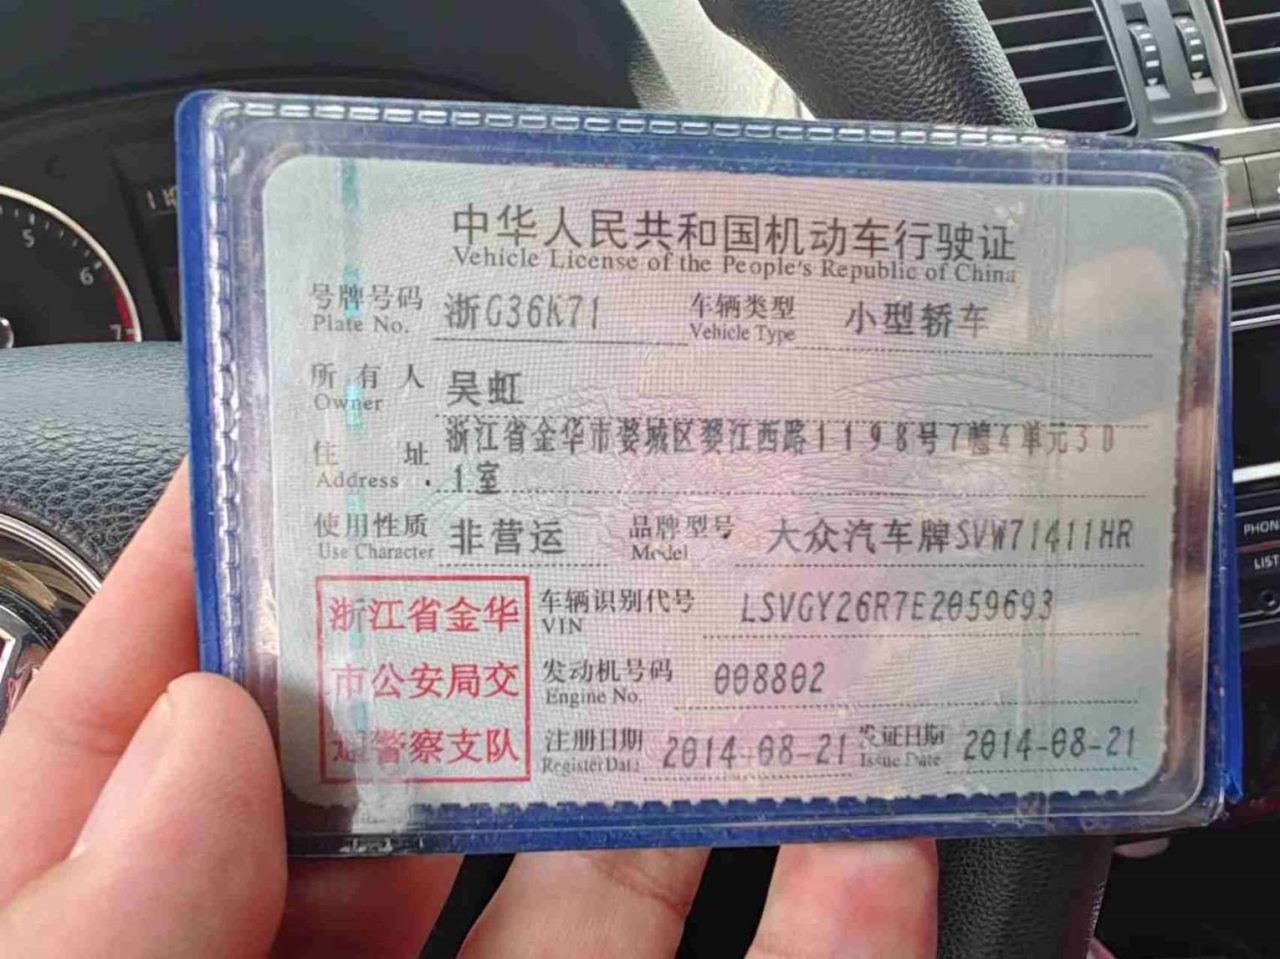 中华人民共和国机动车行驶证
Vehicle License of the People's Republic of China
号牌号码 浙G36K71 车辆类型 小型轿车
Plate No. Vehicle Type
所有人 吴虹
Owner
浙江省金华市婺城区婺江西路1198号7幢4单元3D
住址
Address 1室
使用性质 非营运 品牌型号 大众汽车牌SVW71411HR
Use Character Model
浙江省金华
市公安局交
通警察支队
车辆识别代号 LSVGY26R7E2059693
VIN
发动机号码 008802
Engine No.
注册日期 2014-08-21 发证日期 2014-08-21
Register Date Issue Date
5
6
7
PHON
LIST